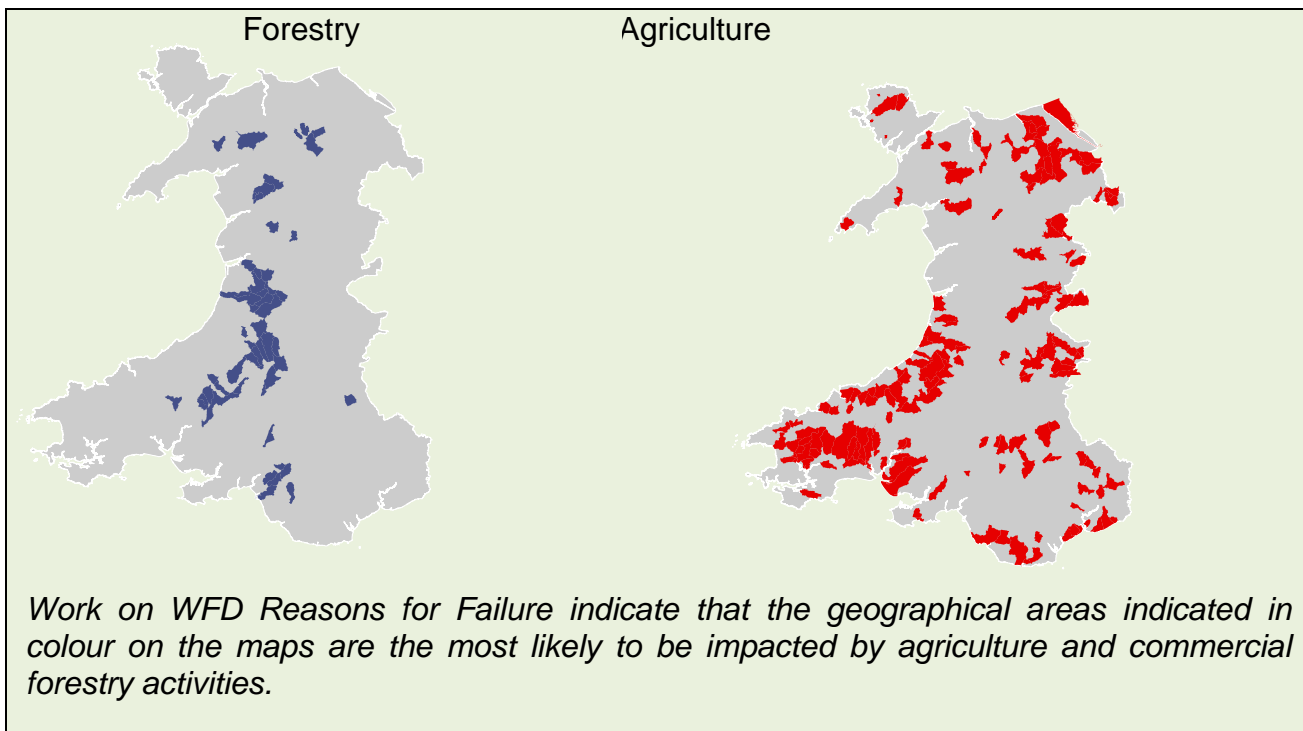 Forestry
Agriculture
Work on WFD Reasons for Failure indicate that the geographical areas indicated in
colour on the maps are the most likely to be impacted by agriculture and commercial
forestry activities.